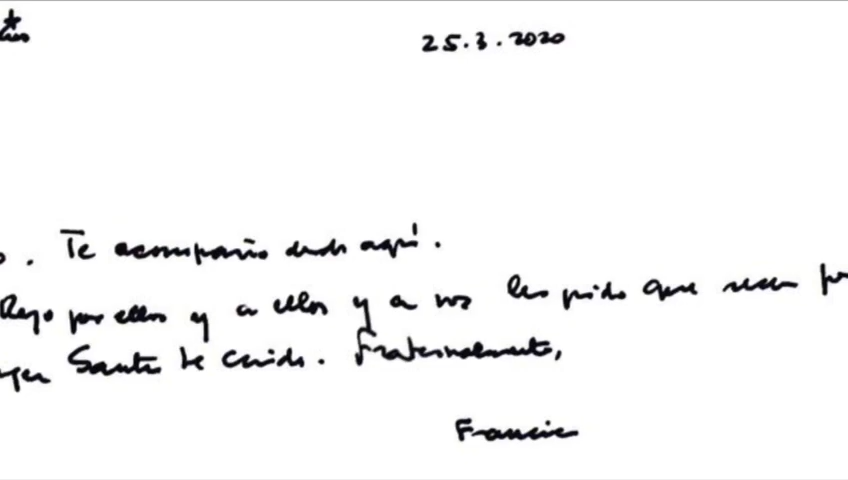 25.3.2020
. Te acompaño desde aquí.
Rezo por ellos y a ellos y a vos les pido que recen
Santa te cuide. Fraternalmente,
Francisco